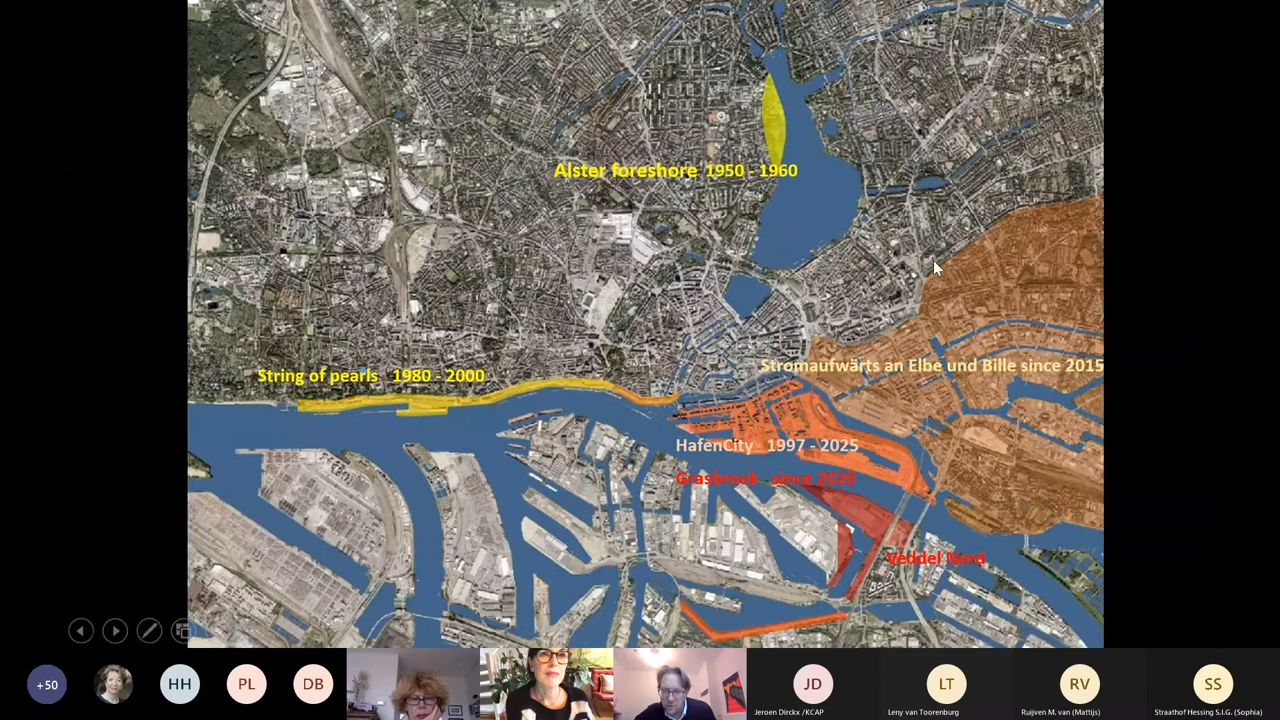 Alster foreshore 1950 - 1960
Stromaufwärts an Elbe und Bille since 2015
String of pearls 1980 - 2000
HafenCity 1997 - 2025
Grasbrook - since 2020
Veddel Nord
+50
HH
PL
DB
JD
LT
RV
SS
Jeroen Dirckx /KCAP
Leny van Toorenburg
Ruijven M. van (Mattijs)
Straathof Hessing S.I.G. (Sophia)